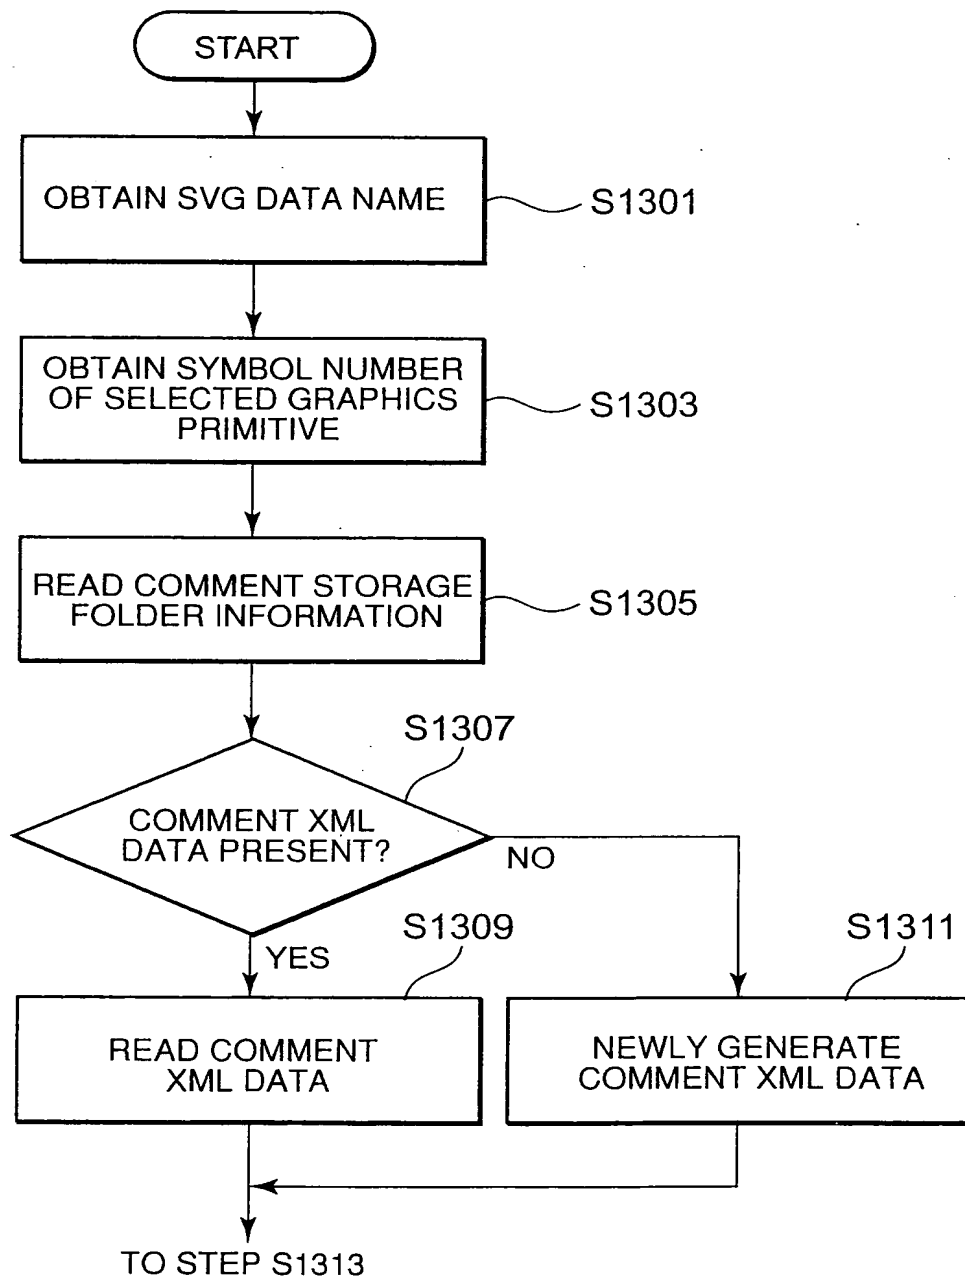 START
OBTAIN SVG DATA NAME
S1301
OBTAIN SYMBOL NUMBER
OF SELECTED GRAPHICS
PRIMITIVE
S1303
READ COMMENT STORAGE
FOLDER INFORMATION
S1305
S1307
COMMENT XML
DATA PRESENT?
NO
YES
S1309
S1311
READ COMMENT
XML DATA
NEWLY GENERATE
COMMENT XML DATA
TO STEP S1313